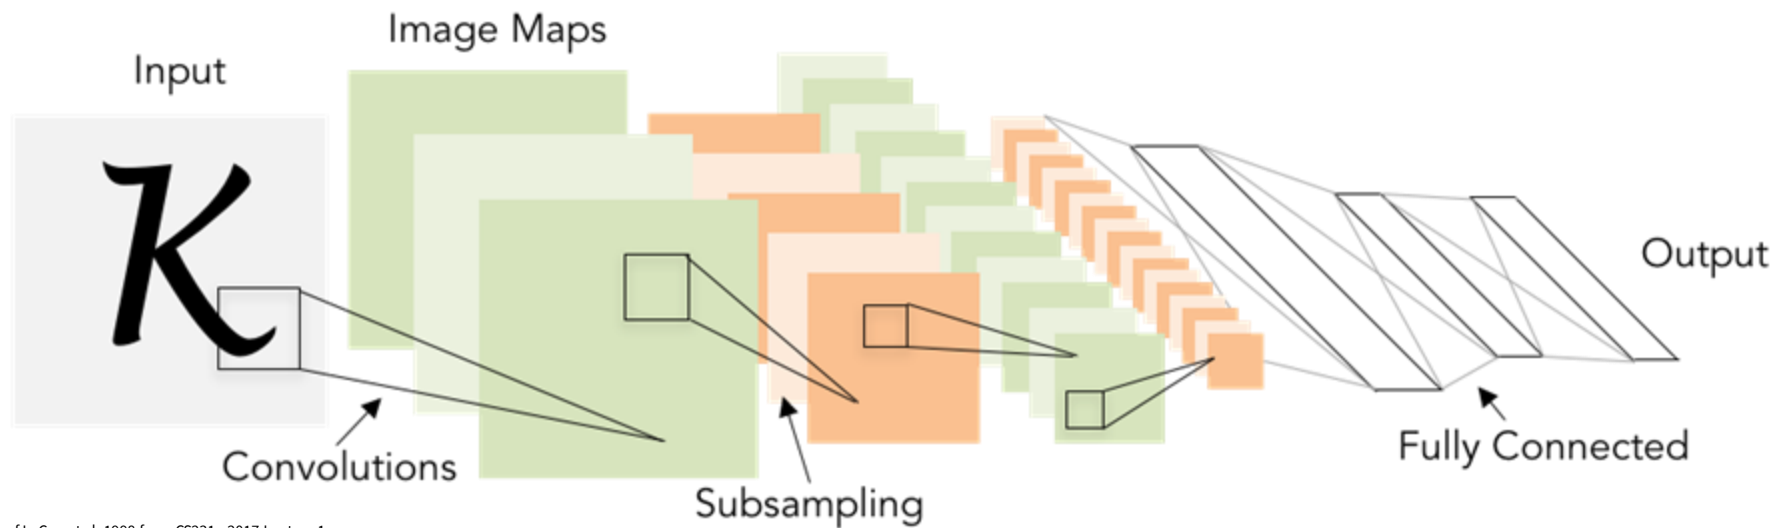 Image Maps
Input
K
Output
Fully Connected
Convolutions
Subsampling